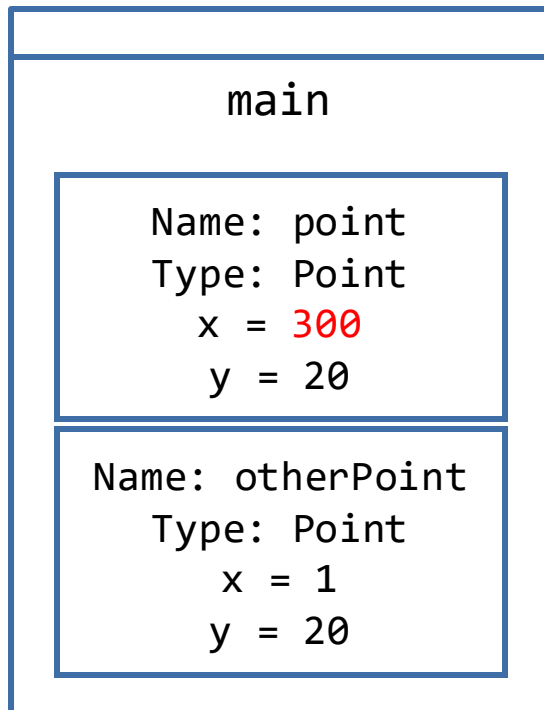 main
Name: point
Type: Point
x = 300
y = 20
Name: otherPoint
Type: Point
x = 1
y = 20